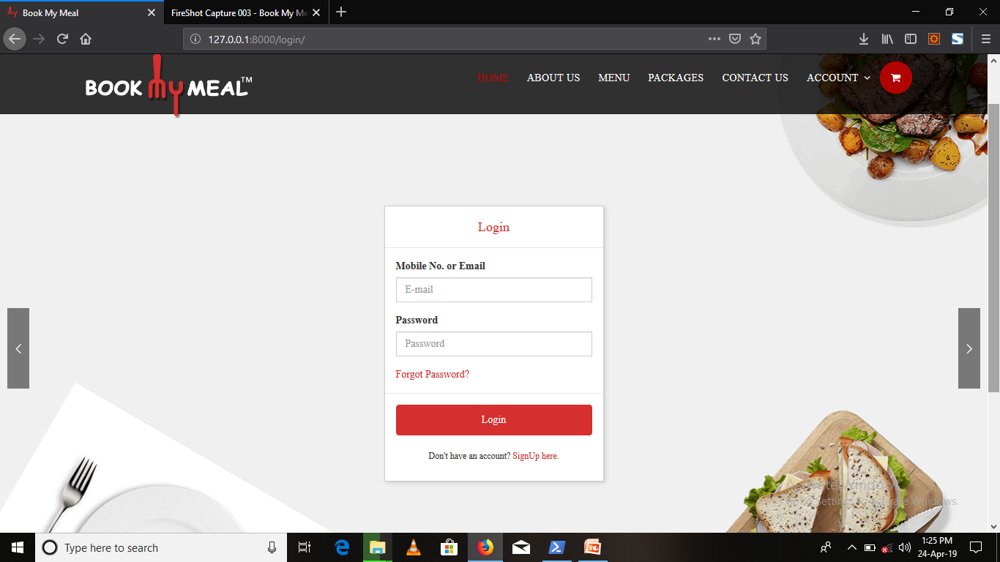 Book My Meal
FireShot Capture 003 - Book My Me
127.0.0.1:8000/login/
BOOK MY MEAL™
HOME
ABOUT US
MENU
PACKAGES
CONTACT US
ACCOUNT
Login
Mobile No. or Email
E-mail
Password
Password
Forgot Password?
Login
Don't have an account? SignUp here.
Activate Windows
Go to Settings to activate Windows.
Type here to search
1:25 PM
24-Apr-19